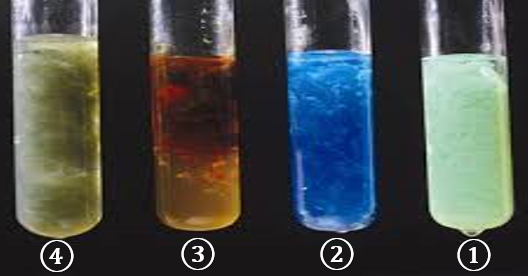 ④ ③ ② ①